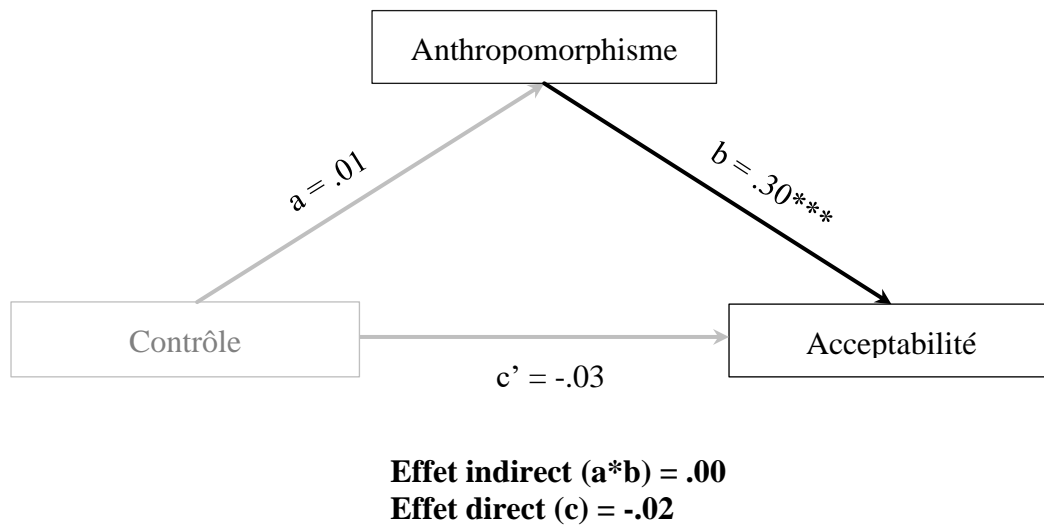 Anthropomorphisme
a = .01
b = .30***
Contrôle
Acceptabilité
c’ = -.03
Effet indirect (a*b) = .00
Effet direct (c) = -.02